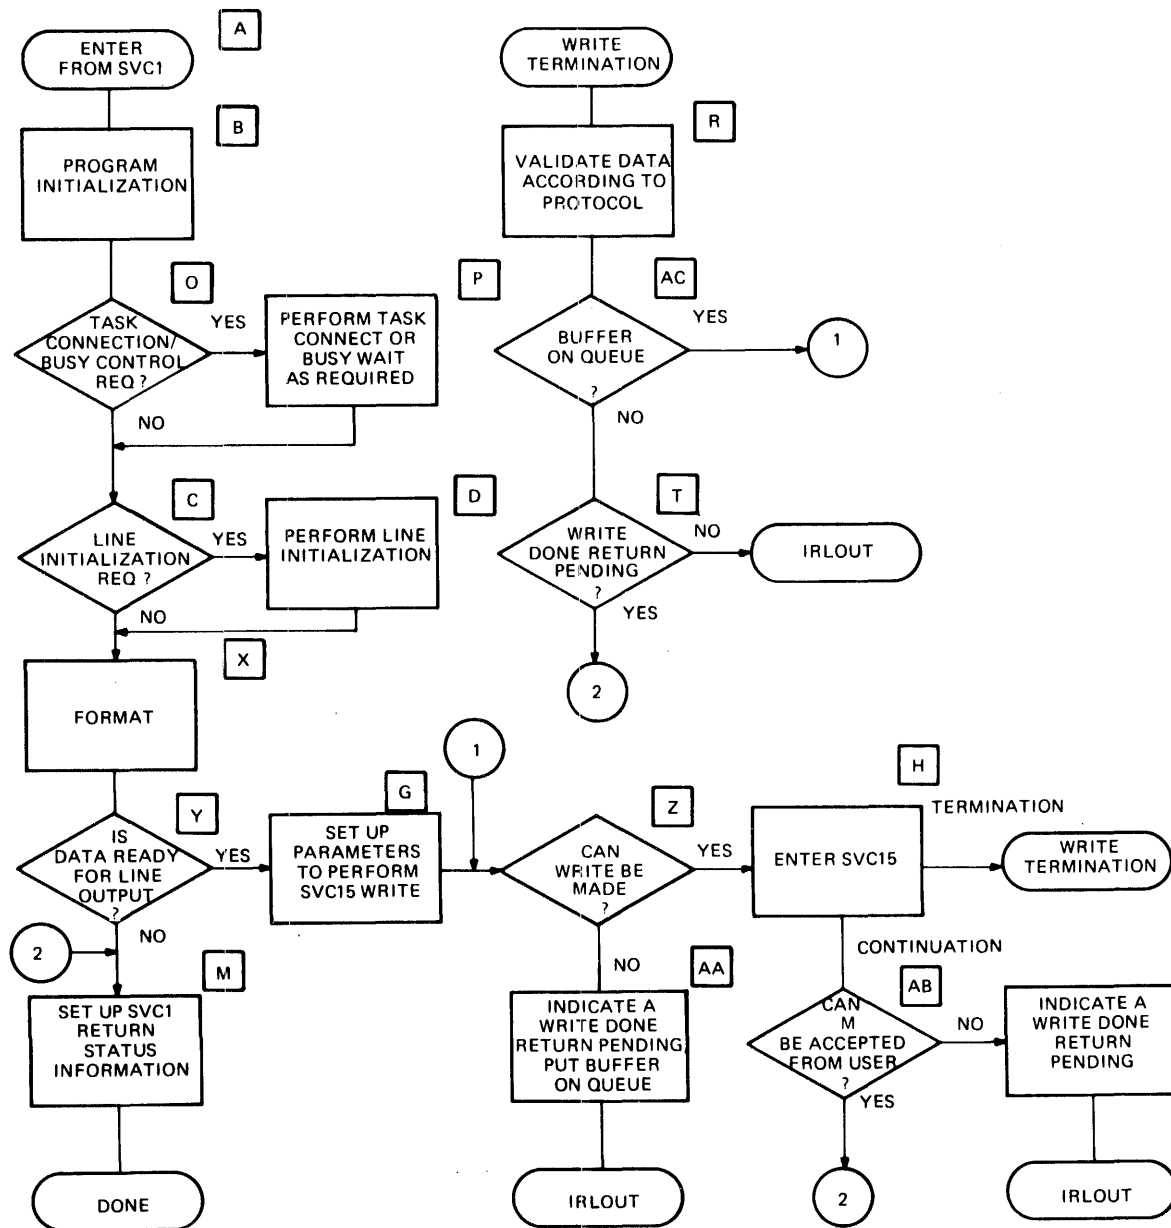 A
ENTER
FROM SVC1
B
PROGRAM
INITIALIZATION
O
TASK
CONNECTION/
BUSY CONTROL
REQ ?
YES
NO
P
PERFORM TASK
CONNECT OR
BUSY WAIT
AS REQUIRED
C
LINE
INITIALIZATION
REQ ?
YES
NO
D
PERFORM LINE
INITIALIZATION
X
FORMAT
Y
IS
DATA READY
FOR LINE
OUTPUT
?
YES
NO
2
M
SET UP SVC1
RETURN
STATUS
INFORMATION
DONE
WRITE
TERMINATION
R
VALIDATE DATA
ACCORDING TO
PROTOCOL
AC
BUFFER
ON QUEUE
?
YES
1
NO
T
WRITE
DONE RETURN
PENDING
?
NO
IRLOUT
YES
2
G
SET UP
PARAMETERS
TO PERFORM
SVC15 WRITE
1
Z
CAN
WRITE BE
MADE
?
YES
NO
AA
INDICATE A
WRITE DONE
RETURN PENDING
PUT BUFFER
ON QUEUE
IRLOUT
H
ENTER SVC15
TERMINATION
WRITE
TERMINATION
CONTINUATION
AB
CAN
M
BE ACCEPTED
FROM USER
?
NO
YES
2
INDICATE A
WRITE DONE
RETURN
PENDING
IRLOUT